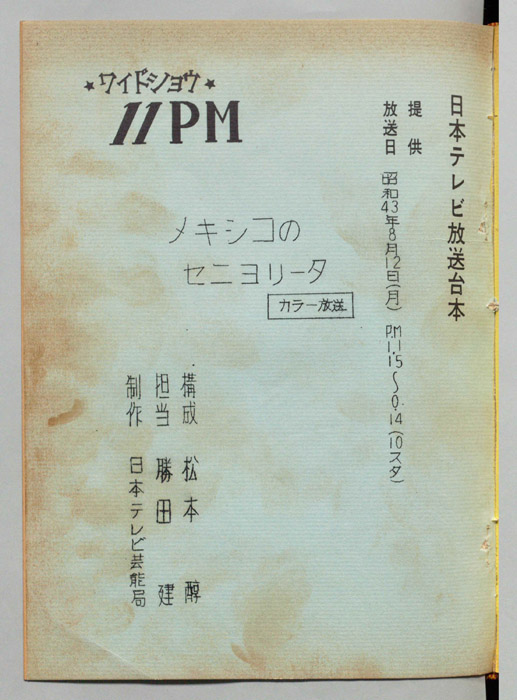 日本テレビ放送台本
提供
放送日 昭和43年8月12日(月) P.M 11.15〜0.14(10スタ)
★ワイドショウ★
11PM
メキシコの
セニヨリータ
カラー放送
構成 松本 醇
担当 勝田 建
制作 日本テレビ芸能局